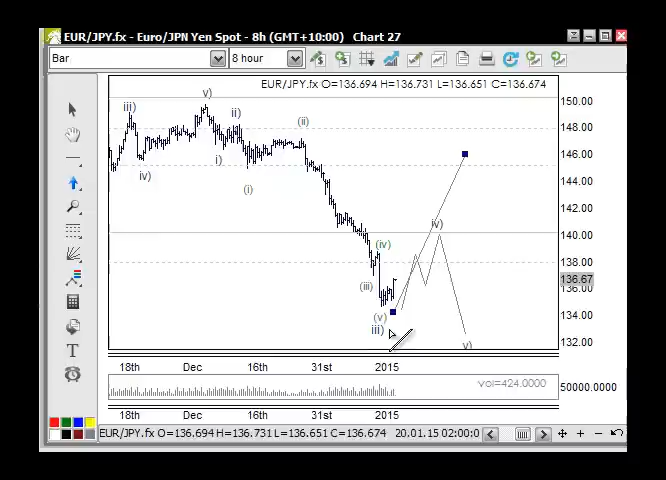 EUR/JPY.fx - Euro/JPN Yen Spot - 8h (GMT+10:00) Chart 27
Bar 8 hour
EUR/JPY.fx O=136.694 H=136.731 L=136.651 C=136.674
150.00
148.00
146.00
144.00
142.00
140.00
138.00
136.67
136.00
134.00
132.00
v)
iii)
ii)
(ii)
i)
iv)
(i)
iv)
(iv)
(iii)
(v)
iii)
v)
18th Dec 16th 31st 2015
vol=424.0000
50000.0000
18th Dec 16th 31st 2015
EUR/JPY.fx O=136.694 H=136.731 L=136.651 C=136.674 20.01.15 02:00:0